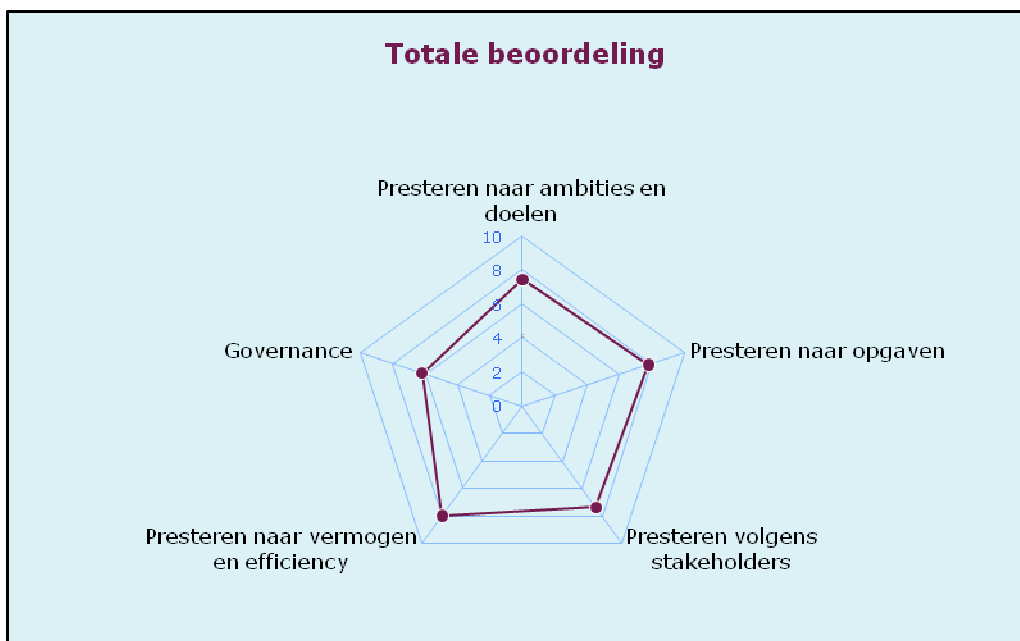 Totale beoordeling
Presteren naar ambities en
doelen
10
8
6
4
2
0
Governance
Presteren naar opgaven
Presteren naar vermogen
en efficiency
Presteren volgens
stakeholders